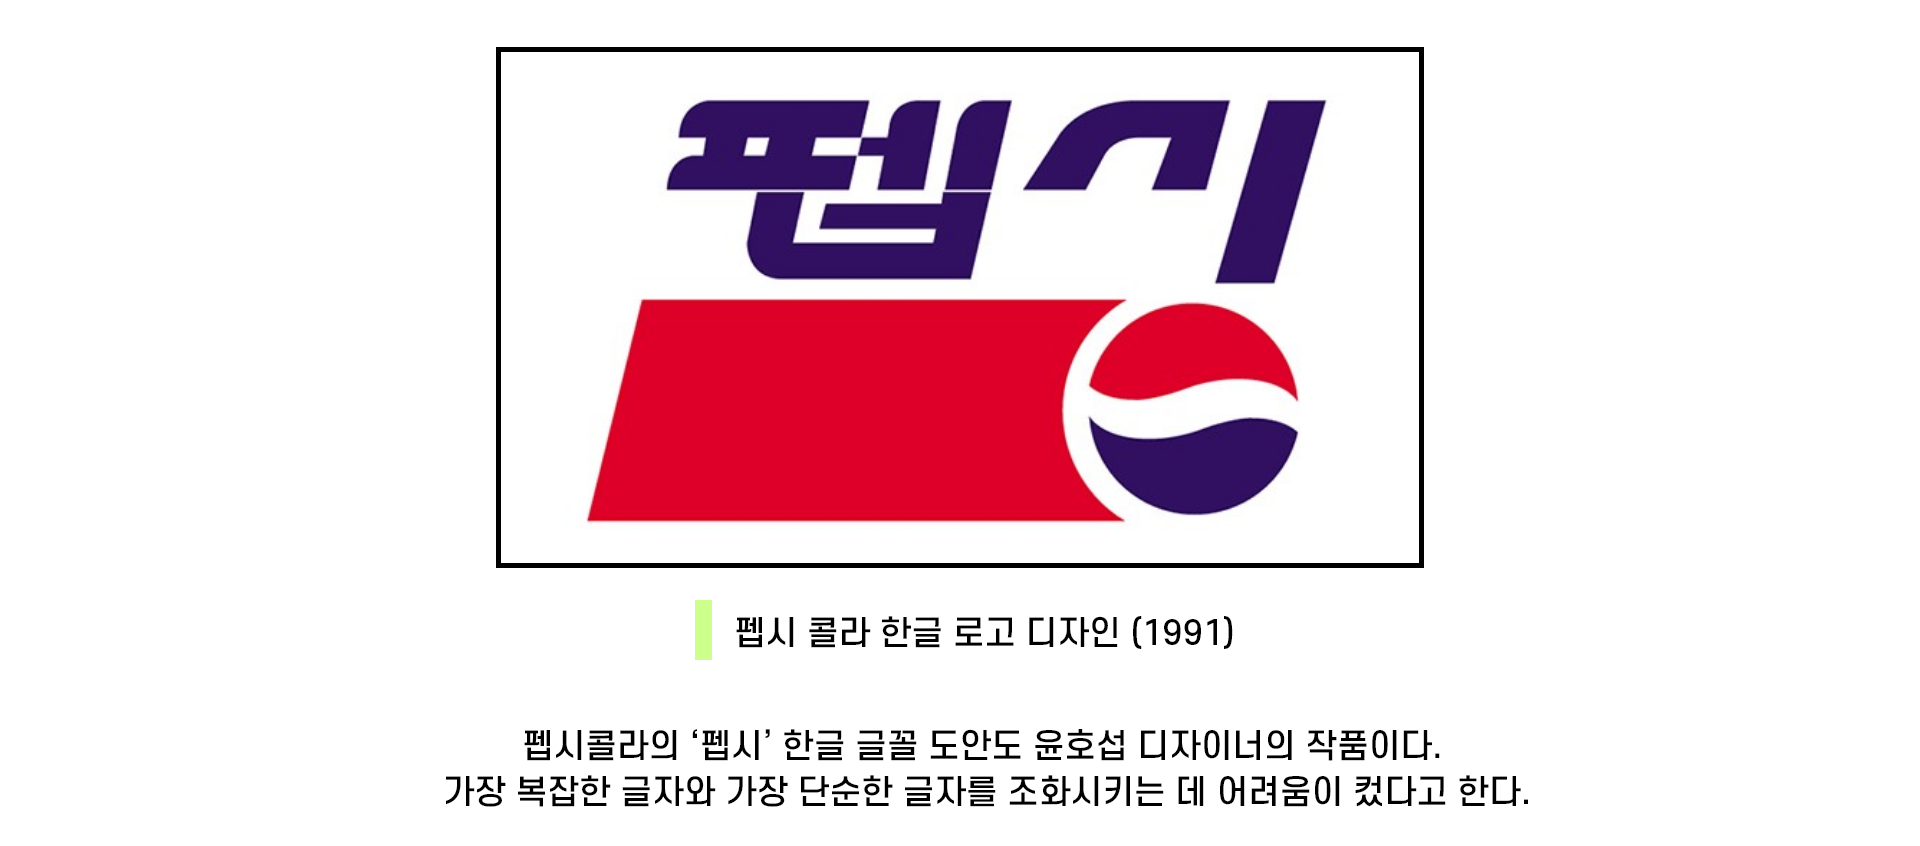 펩시
펩시 콜라 한글 로고 디자인 (1991)
펩시콜라의 ‘펩시’ 한글 글꼴 도안도 윤호섭 디자이너의 작품이다.
가장 복잡한 글자와 가장 단순한 글자를 조화시키는 데 어려움이 컸다고 한다.